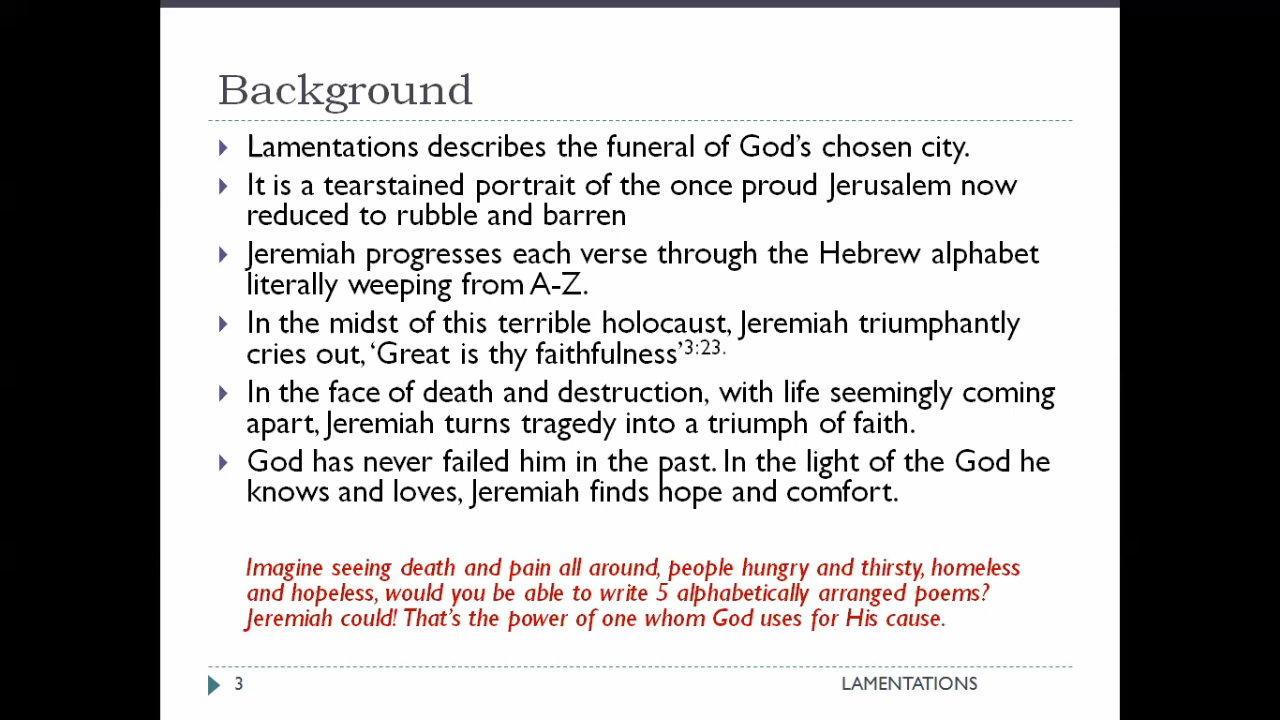 Background
Lamentations describes the funeral of God's chosen city.
It is a tearstained portrait of the once proud Jerusalem now
reduced to rubble and barren
Jeremiah progresses each verse through the Hebrew alphabet
literally weeping from A-Z.
In the midst of this terrible holocaust, Jeremiah triumphantly
cries out, ‘Great is thy faithfulness’3:23.
In the face of death and destruction, with life seemingly coming
apart, Jeremiah turns tragedy into a triumph of faith.
God has never failed him in the past. In the light of the God he
knows and loves, Jeremiah finds hope and comfort.
Imagine seeing death and pain all around, people hungry and thirsty, homeless
and hopeless, would you be able to write 5 alphabetically arranged poems?
Jeremiah could! That's the power of one whom God uses for His cause.
3 LAMENTATIONS